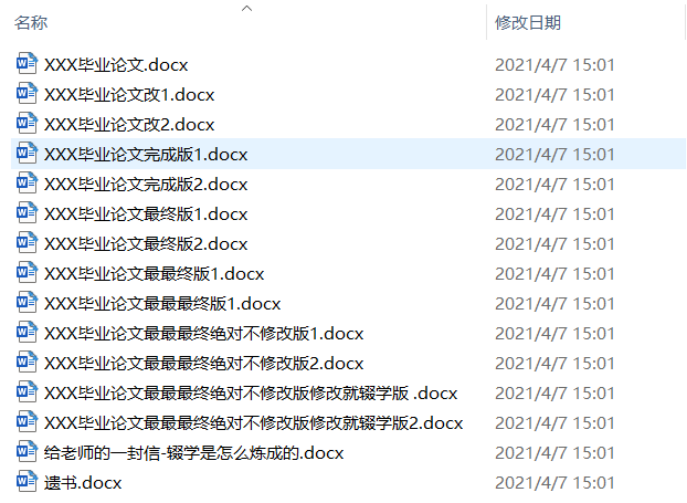 名称 修改日期
XXX毕业论文.docx 2021/4/7 15:01
XXX毕业论文改1.docx 2021/4/7 15:01
XXX毕业论文改2.docx 2021/4/7 15:01
XXX毕业论文完成版1.docx 2021/4/7 15:01
XXX毕业论文完成版2.docx 2021/4/7 15:01
XXX毕业论文最终版1.docx 2021/4/7 15:01
XXX毕业论文最终版2.docx 2021/4/7 15:01
XXX毕业论文最最终版1.docx 2021/4/7 15:01
XXX毕业论文最最最终版1.docx 2021/4/7 15:01
XXX毕业论文最最最终绝对不修改版1.docx 2021/4/7 15:01
XXX毕业论文最最最终绝对不修改版2.docx 2021/4/7 15:01
XXX毕业论文最最最终绝对不修改版修改就辍学版 .docx 2021/4/7 15:01
XXX毕业论文最最最终绝对不修改版修改就辍学版2.docx 2021/4/7 15:01
给老师的一封信-辍学是怎么炼成的.docx 2021/4/7 15:01
遗书.docx 2021/4/7 15:01